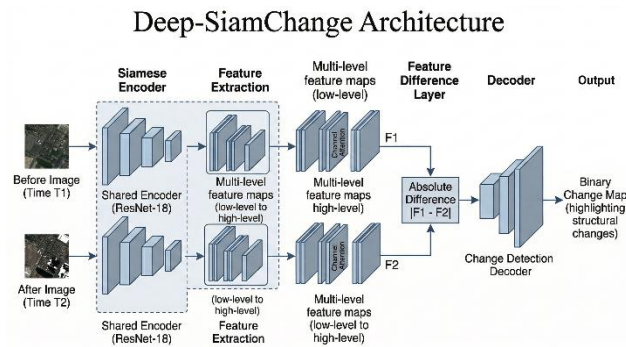 Deep-SiamChange Architecture
Siamese
Encoder
Feature
Extraction
Multi-level
feature maps
(low-level)
Feature
Difference
Layer
Decoder
Output
Before Image
(Time T1)
Shared Encoder
(ResNet-18)
Multi-level
feature maps
(low-level to
high-level)
Channel
Attention
Multi-level
feature maps
high-level)
F1
Absolute
Difference
|F1 - F2|
Change Detection
Decoder
Binary
Change Map
(highlighting
structural
changes)
After Image
(Time T2)
Shared Encoder
(ResNet-18)
(low-level to
high-level)
Feature
Extraction
Channel
Attention
Multi-level
feature maps
(low-level to
high-level)
F2